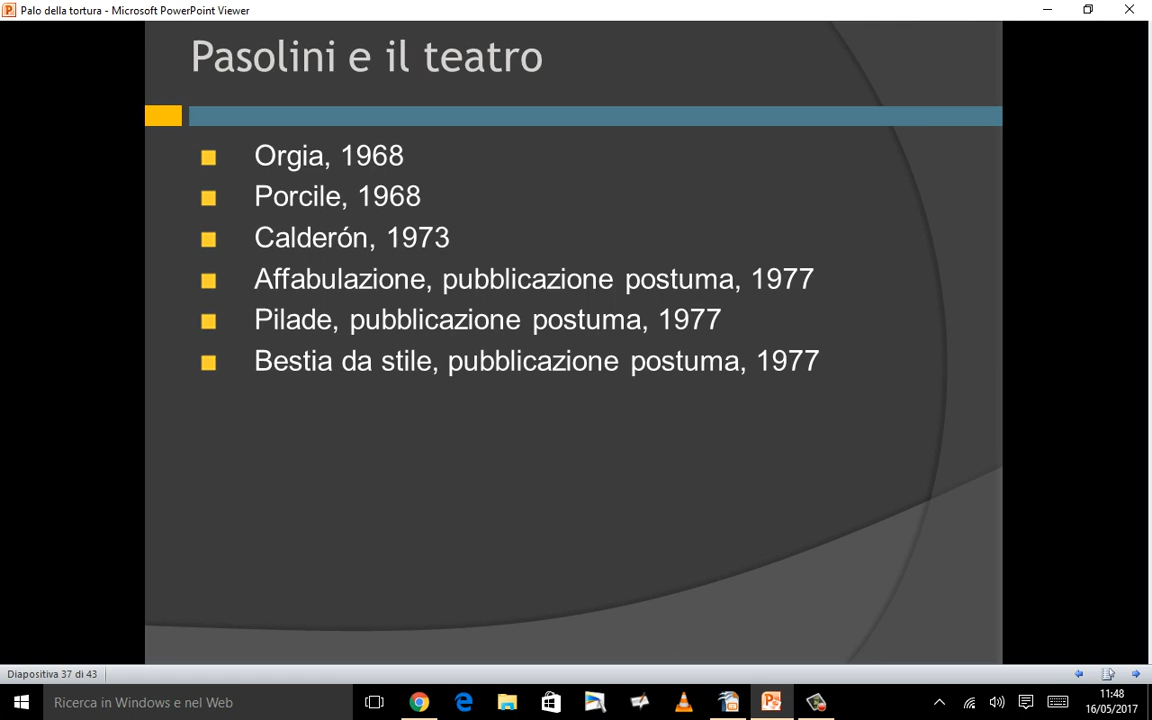 Palo della tortura - Microsoft PowerPoint Viewer
Pasolini e il teatro
Orgia, 1968
Porcile, 1968
Calderón, 1973
Affabulazione, pubblicazione postuma, 1977
Pilade, pubblicazione postuma, 1977
Bestia da stile, pubblicazione postuma, 1977
Diapositiva 37 di 43
Ricerca in Windows e nel Web
11:48
16/05/2017